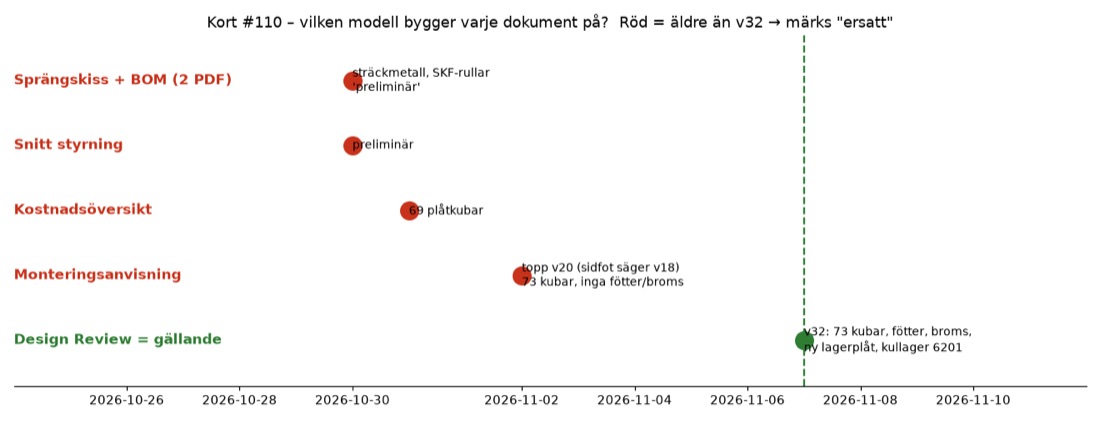 Kort #110 – vilken modell bygger varje dokument på?  Röd = äldre än v32 → märks "ersatt"
Sprängskiss + BOM (2 PDF)
sträckmetall, SKF-rullar
'preliminär'
Snitt styrning
preliminär
Kostnadsöversikt
69 plåtkubar
Monteringsanvisning
topp v20 (sidfot säger v18)
73 kubar, inga fötter/broms
Design Review = gällande
v32: 73 kubar, fötter, broms,
ny lagerplåt, kullager 6201
2026-10-26
2026-10-28
2026-10-30
2026-11-02
2026-11-04
2026-11-06
2026-11-08
2026-11-10